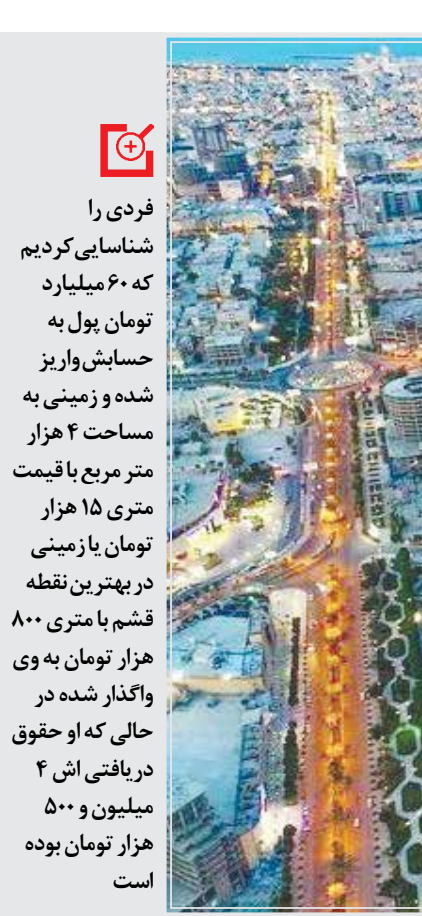 فردی را
شناسایی کردیم
که ۶۰ میلیارد
تومان پول به
حسابش واریز
شده و زمینی به
مساحت ۴ هزار
متر مربع با قیمت
متری ۱۵ هزار
تومان یا زمینی
در بهترین نقطه
قشم با متری ۸۰۰
هزار تومان به وی
واگذار شده در
حالی که او حقوق
دریافتی اش ۴
میلیون و ۵۰۰
هزار تومان بوده
است